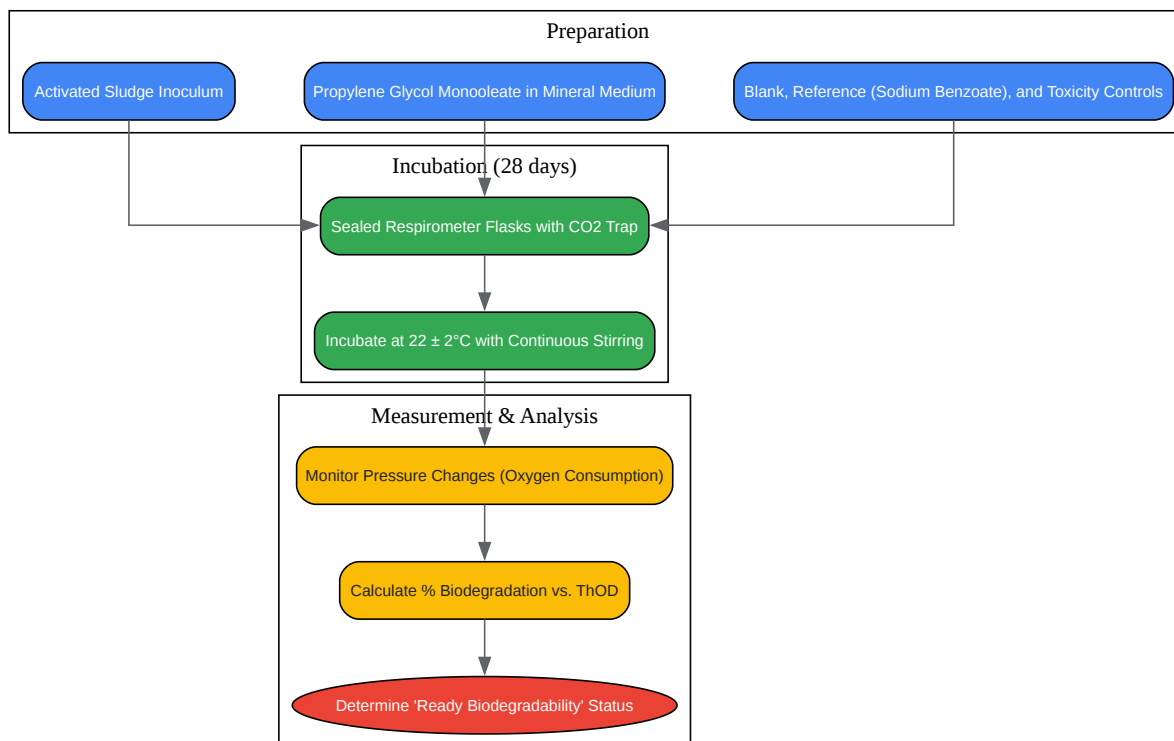 Preparation
Activated Sludge Inoculum
Propylene Glycol Monooleate in Mineral Medium
Blank, Reference (Sodium Benzoate), and Toxicity Controls
Incubation (28 days)
Sealed Respirometer Flasks with CO2 Trap
Incubate at 22 ± 2°C with Continuous Stirring
Measurement & Analysis
Monitor Pressure Changes (Oxygen Consumption)
Calculate % Biodegradation vs. ThOD
Determine 'Ready Biodegradability' Status